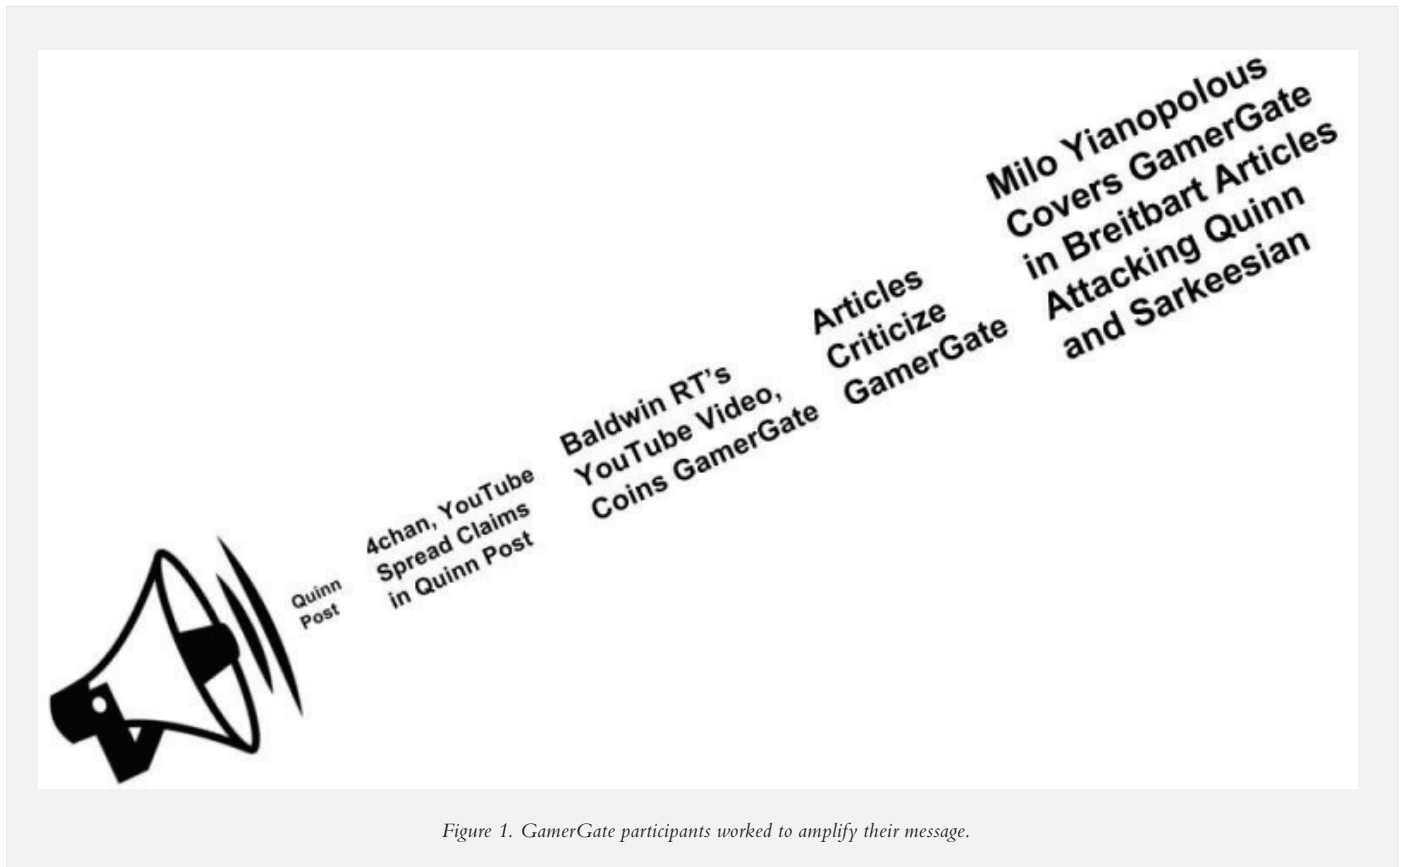 Quinn
Post
4chan, YouTube
Spread Claims
in Quinn Post
Baldwin RT's
YouTube Video,
Coins GamerGate
Articles
Criticize
GamerGate
Milo Yianopolous
Covers GamerGate
in Breitbart Articles
Attacking Quinn
and Sarkeesian
Figure 1. GamerGate participants worked to amplify their message.